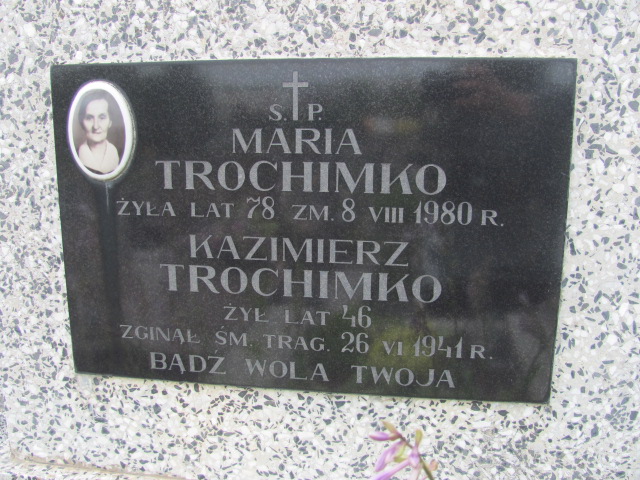 Ś. P.
MARIA
TROCHIMKO
ŻYŁA LAT 78 ZM. 8 VIII 1980 R.
KAZIMIERZ
TROCHIMKO
ŻYŁ LAT 46
ZGINĄŁ ŚM. TRAG. 26 VI 1941 R.
BĄDŹ WOLA TWOJA